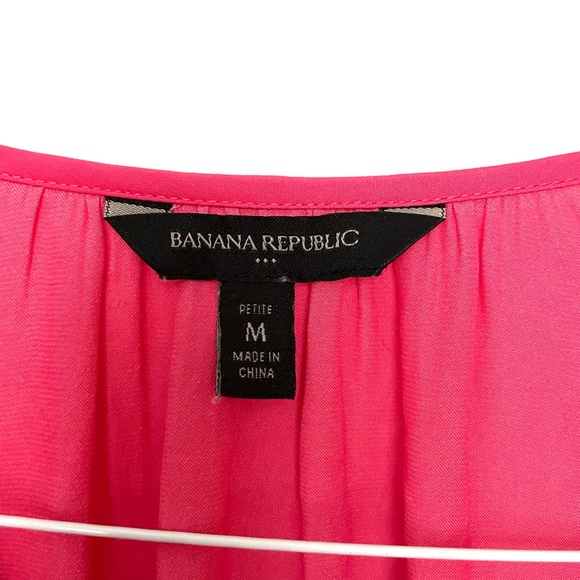 BANANA REPUBLIC
PETITE
M
MADE IN
CHINA